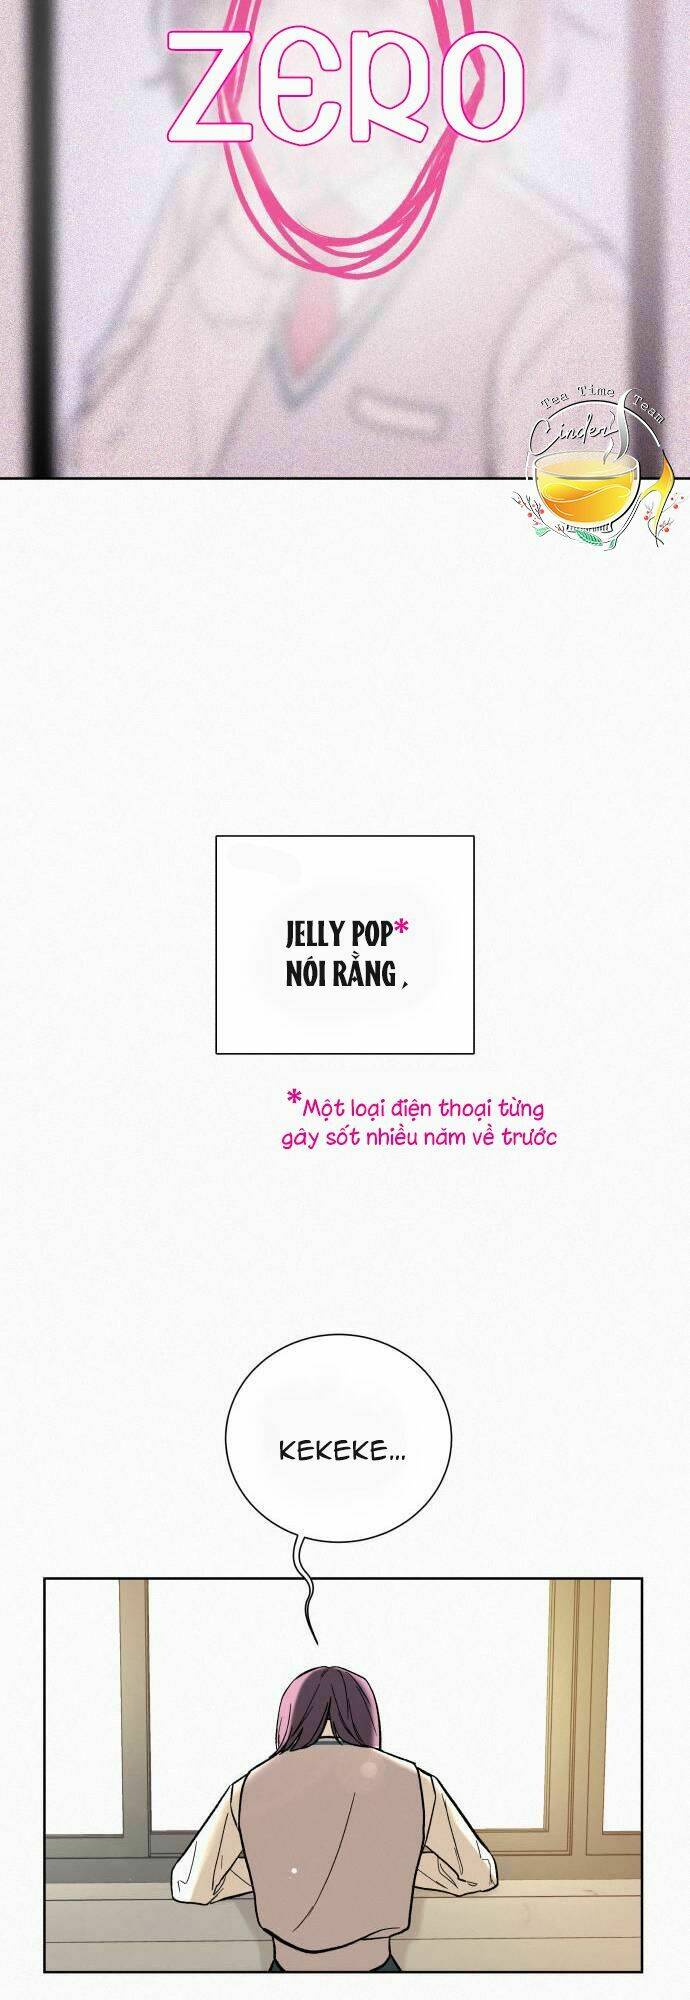 ZERO
Tea Time Team
Cinder
JELLY POP*
NÓI RẰNG,
*Một loại điện thoại từng
gây sốt nhiều năm về trước
KEKEKE...